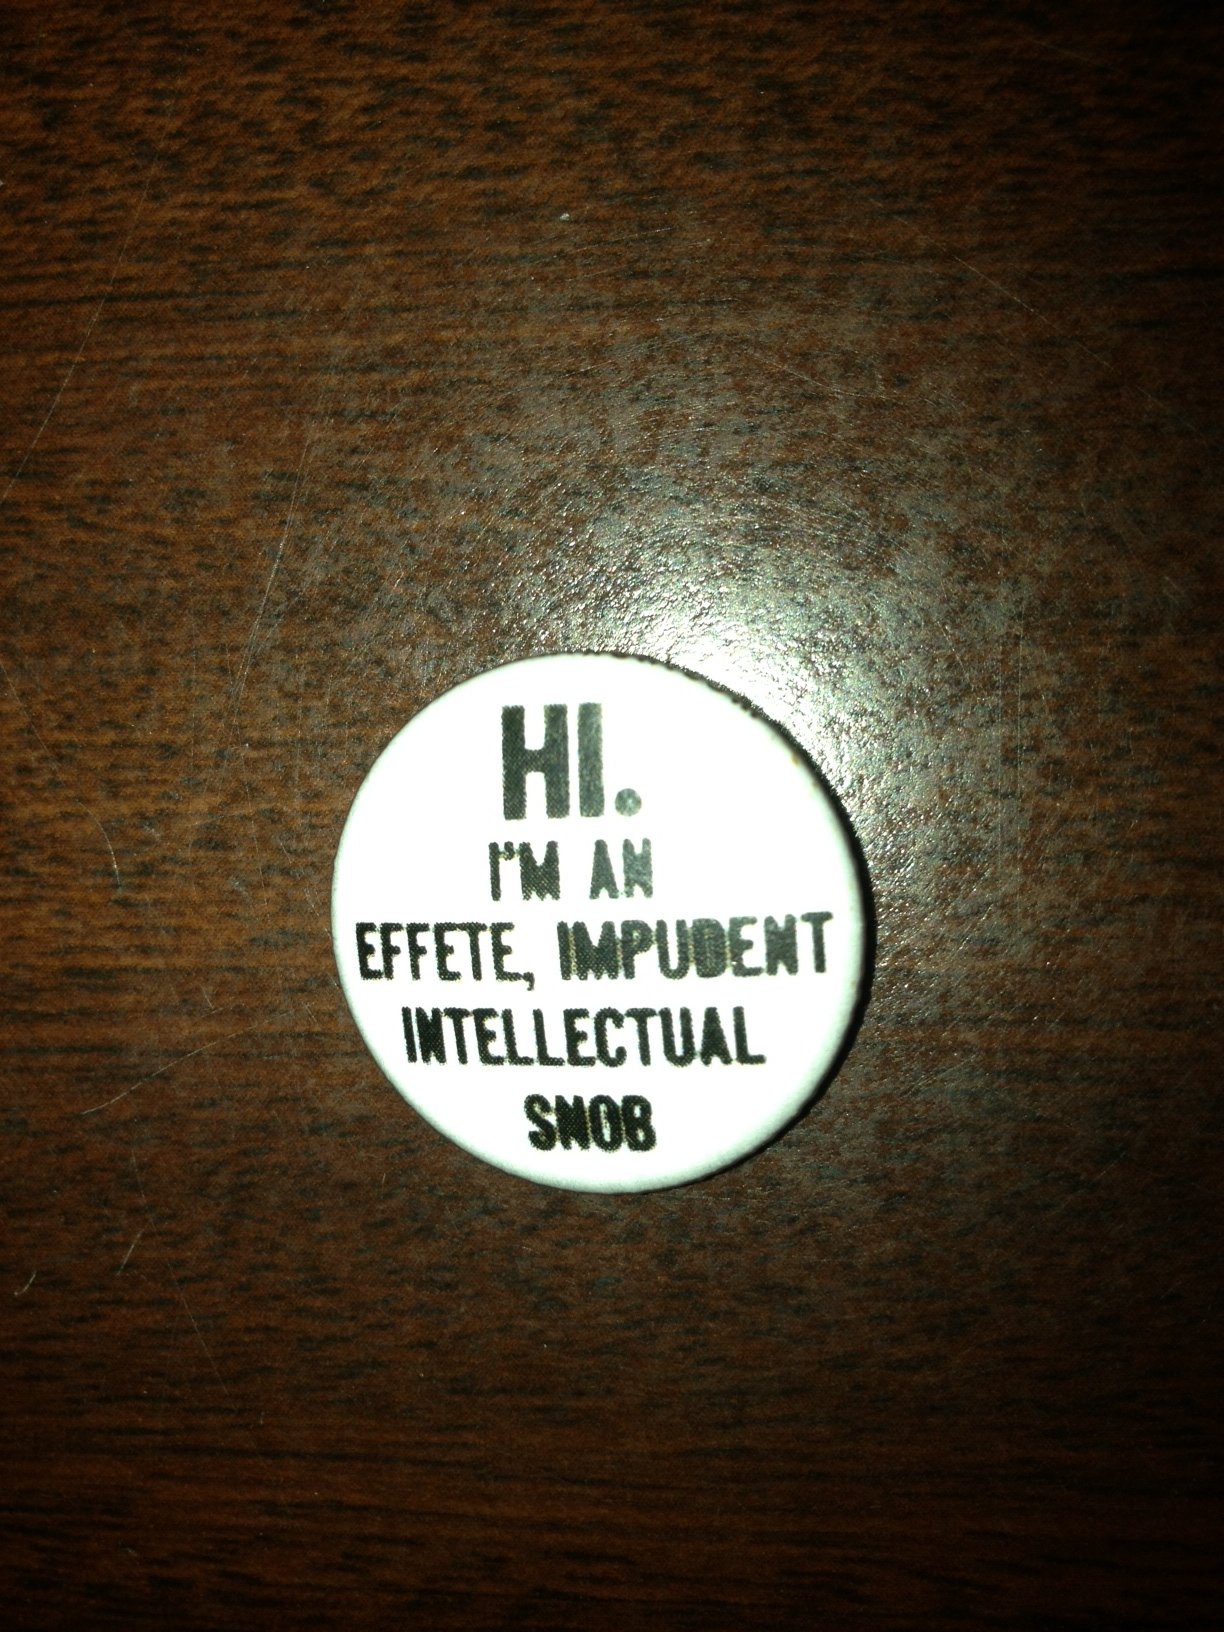 HI.
I'M AN
EFFETE, IMPUDENT
INTELLECTUAL
SNOB